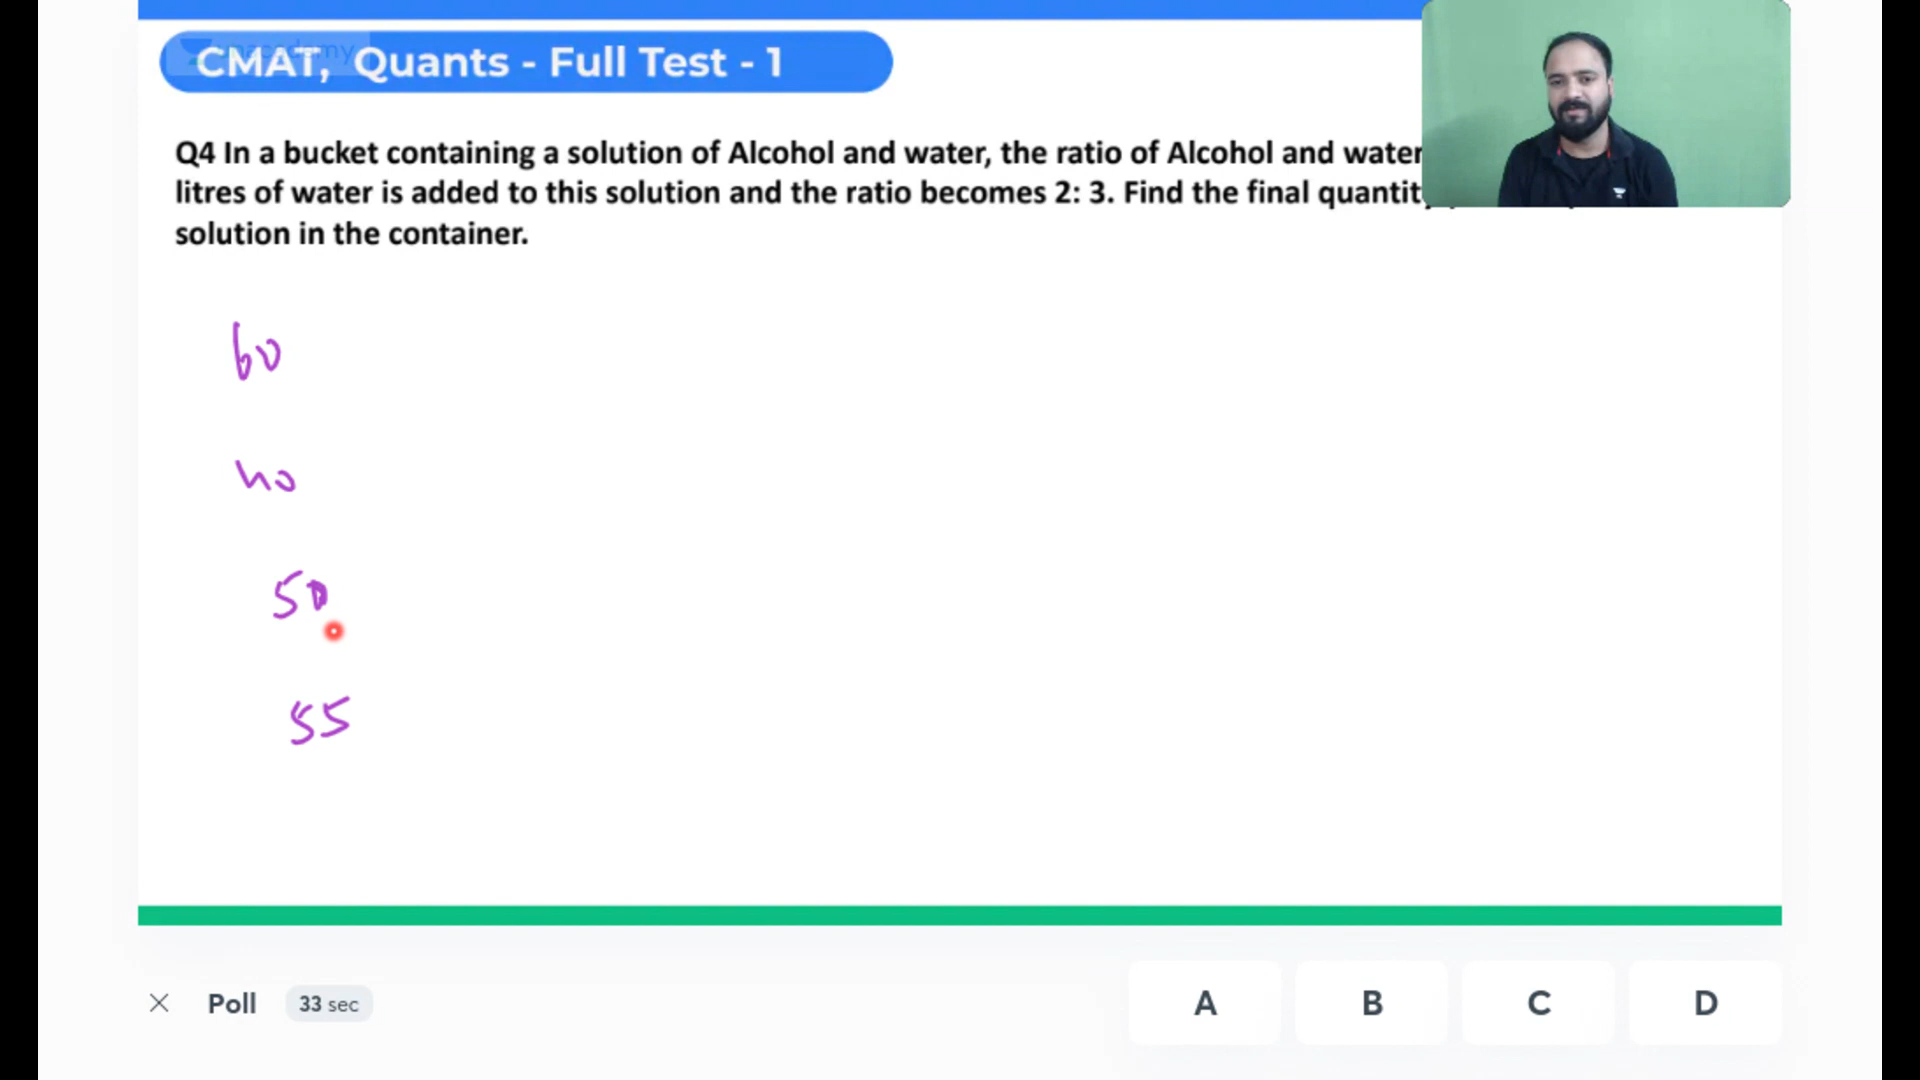 CMAT, Quants - Full Test - 1
Q4 In a bucket containing a solution of Alcohol and water, the ratio of Alcohol and water
litres of water is added to this solution and the ratio becomes 2: 3. Find the final quantity
solution in the container.
60
40
50
55
Poll 33 sec A B C D